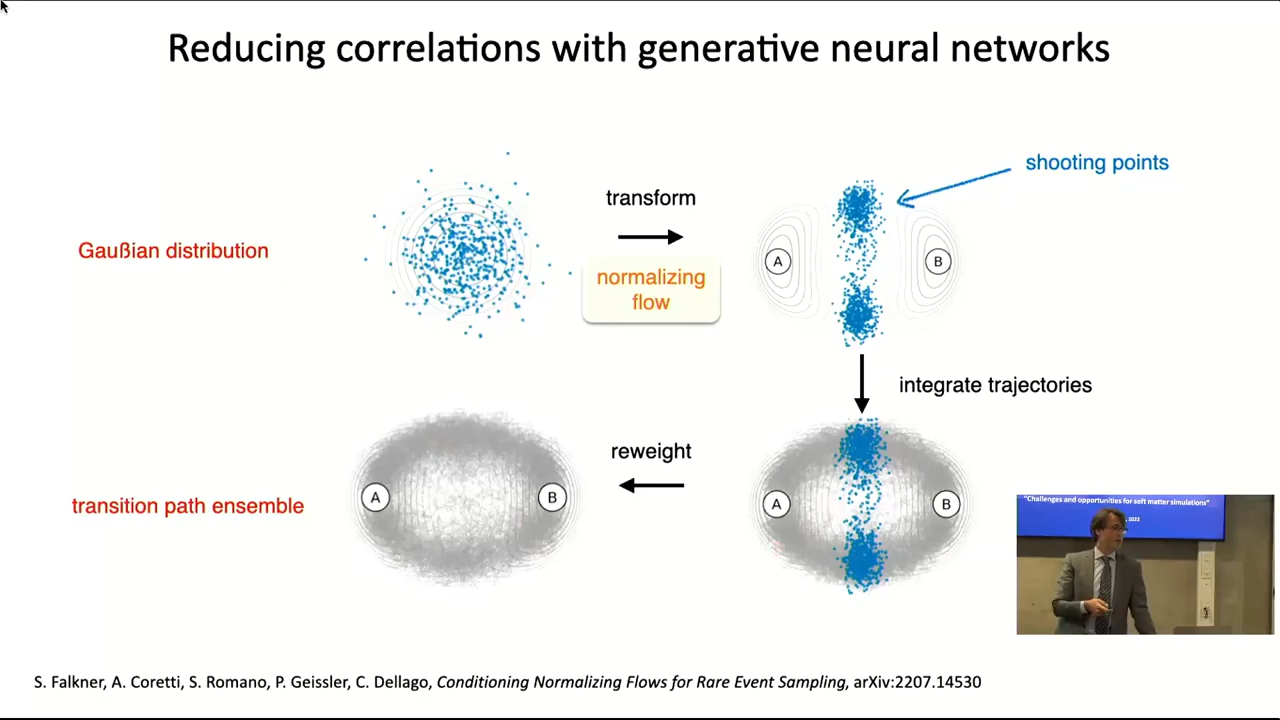 Reducing correlations with generative neural networks
shooting points
transform
Gaußian distribution
normalizing
flow
A
B
integrate trajectories
reweight
transition path ensemble
A
B
A
B
"Challenges and opportunities for soft matter simulations"
, 2022
S. Falkner, A. Coretti, S. Romano, P. Geissler, C. Dellago, Conditioning Normalizing Flows for Rare Event Sampling, arXiv:2207.14530